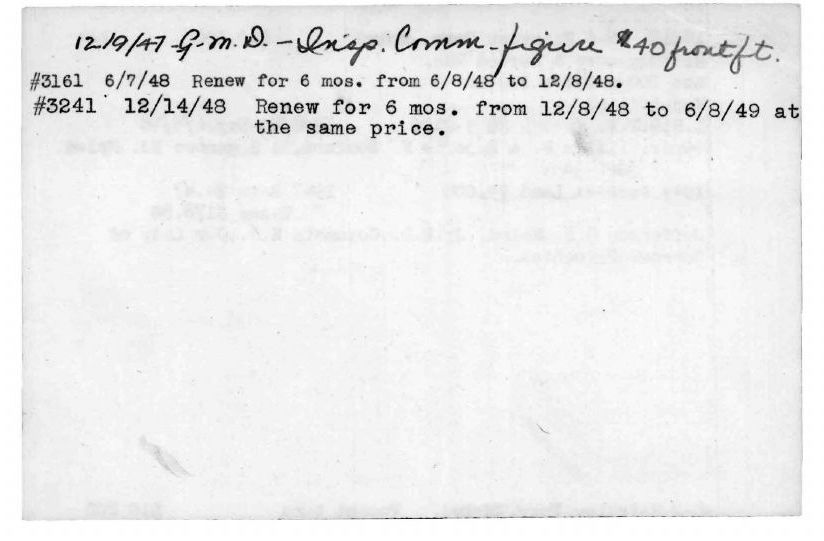 12/9/47 G.M.D. - Insp. Comm - figure $40 front ft.
#3161 6/7/48 Renew for 6 mos. from 6/8/48 to 12/8/48.
#3241 12/14/48 Renew for 6 mos. from 12/8/48 to 6/8/49 at
the same price.